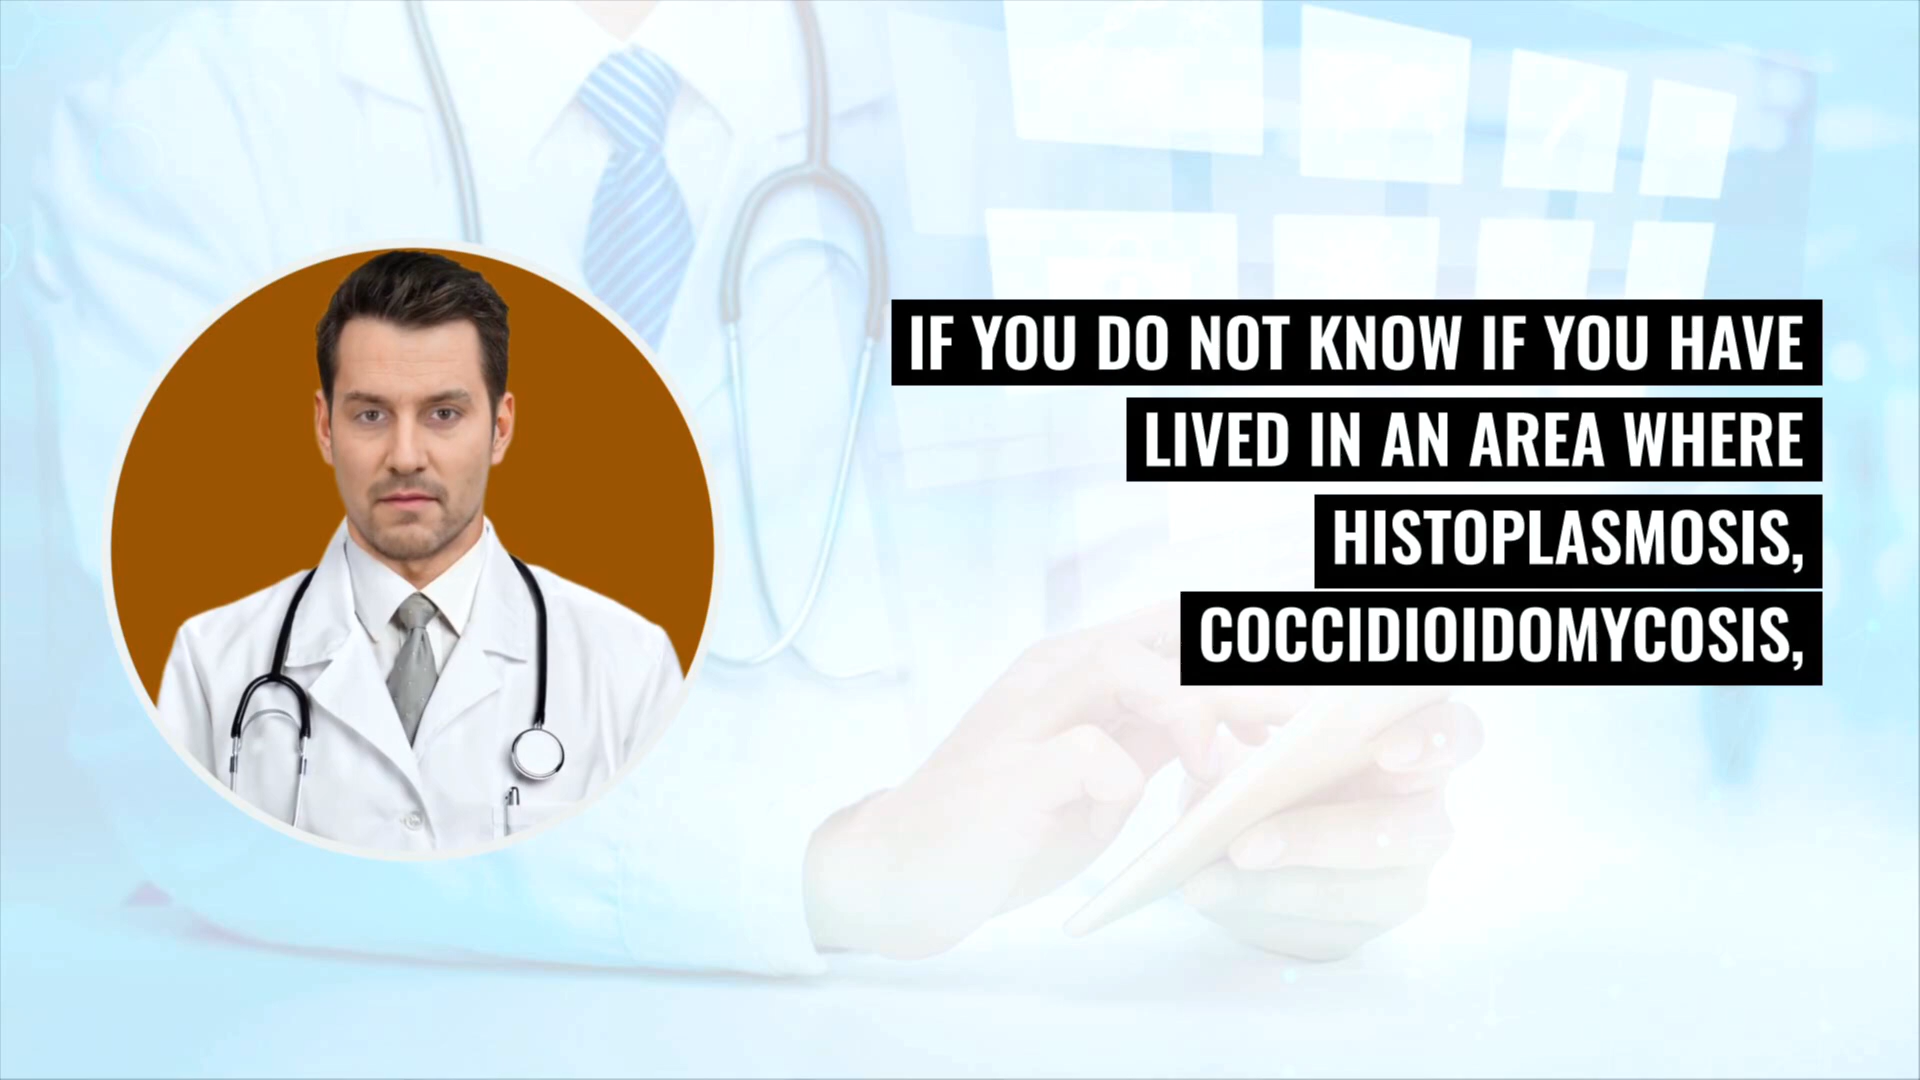 IF YOU DO NOT KNOW IF YOU HAVE
LIVED IN AN AREA WHERE
HISTOPLASMOSIS,
COCCIDIOIDOMYCOSIS,